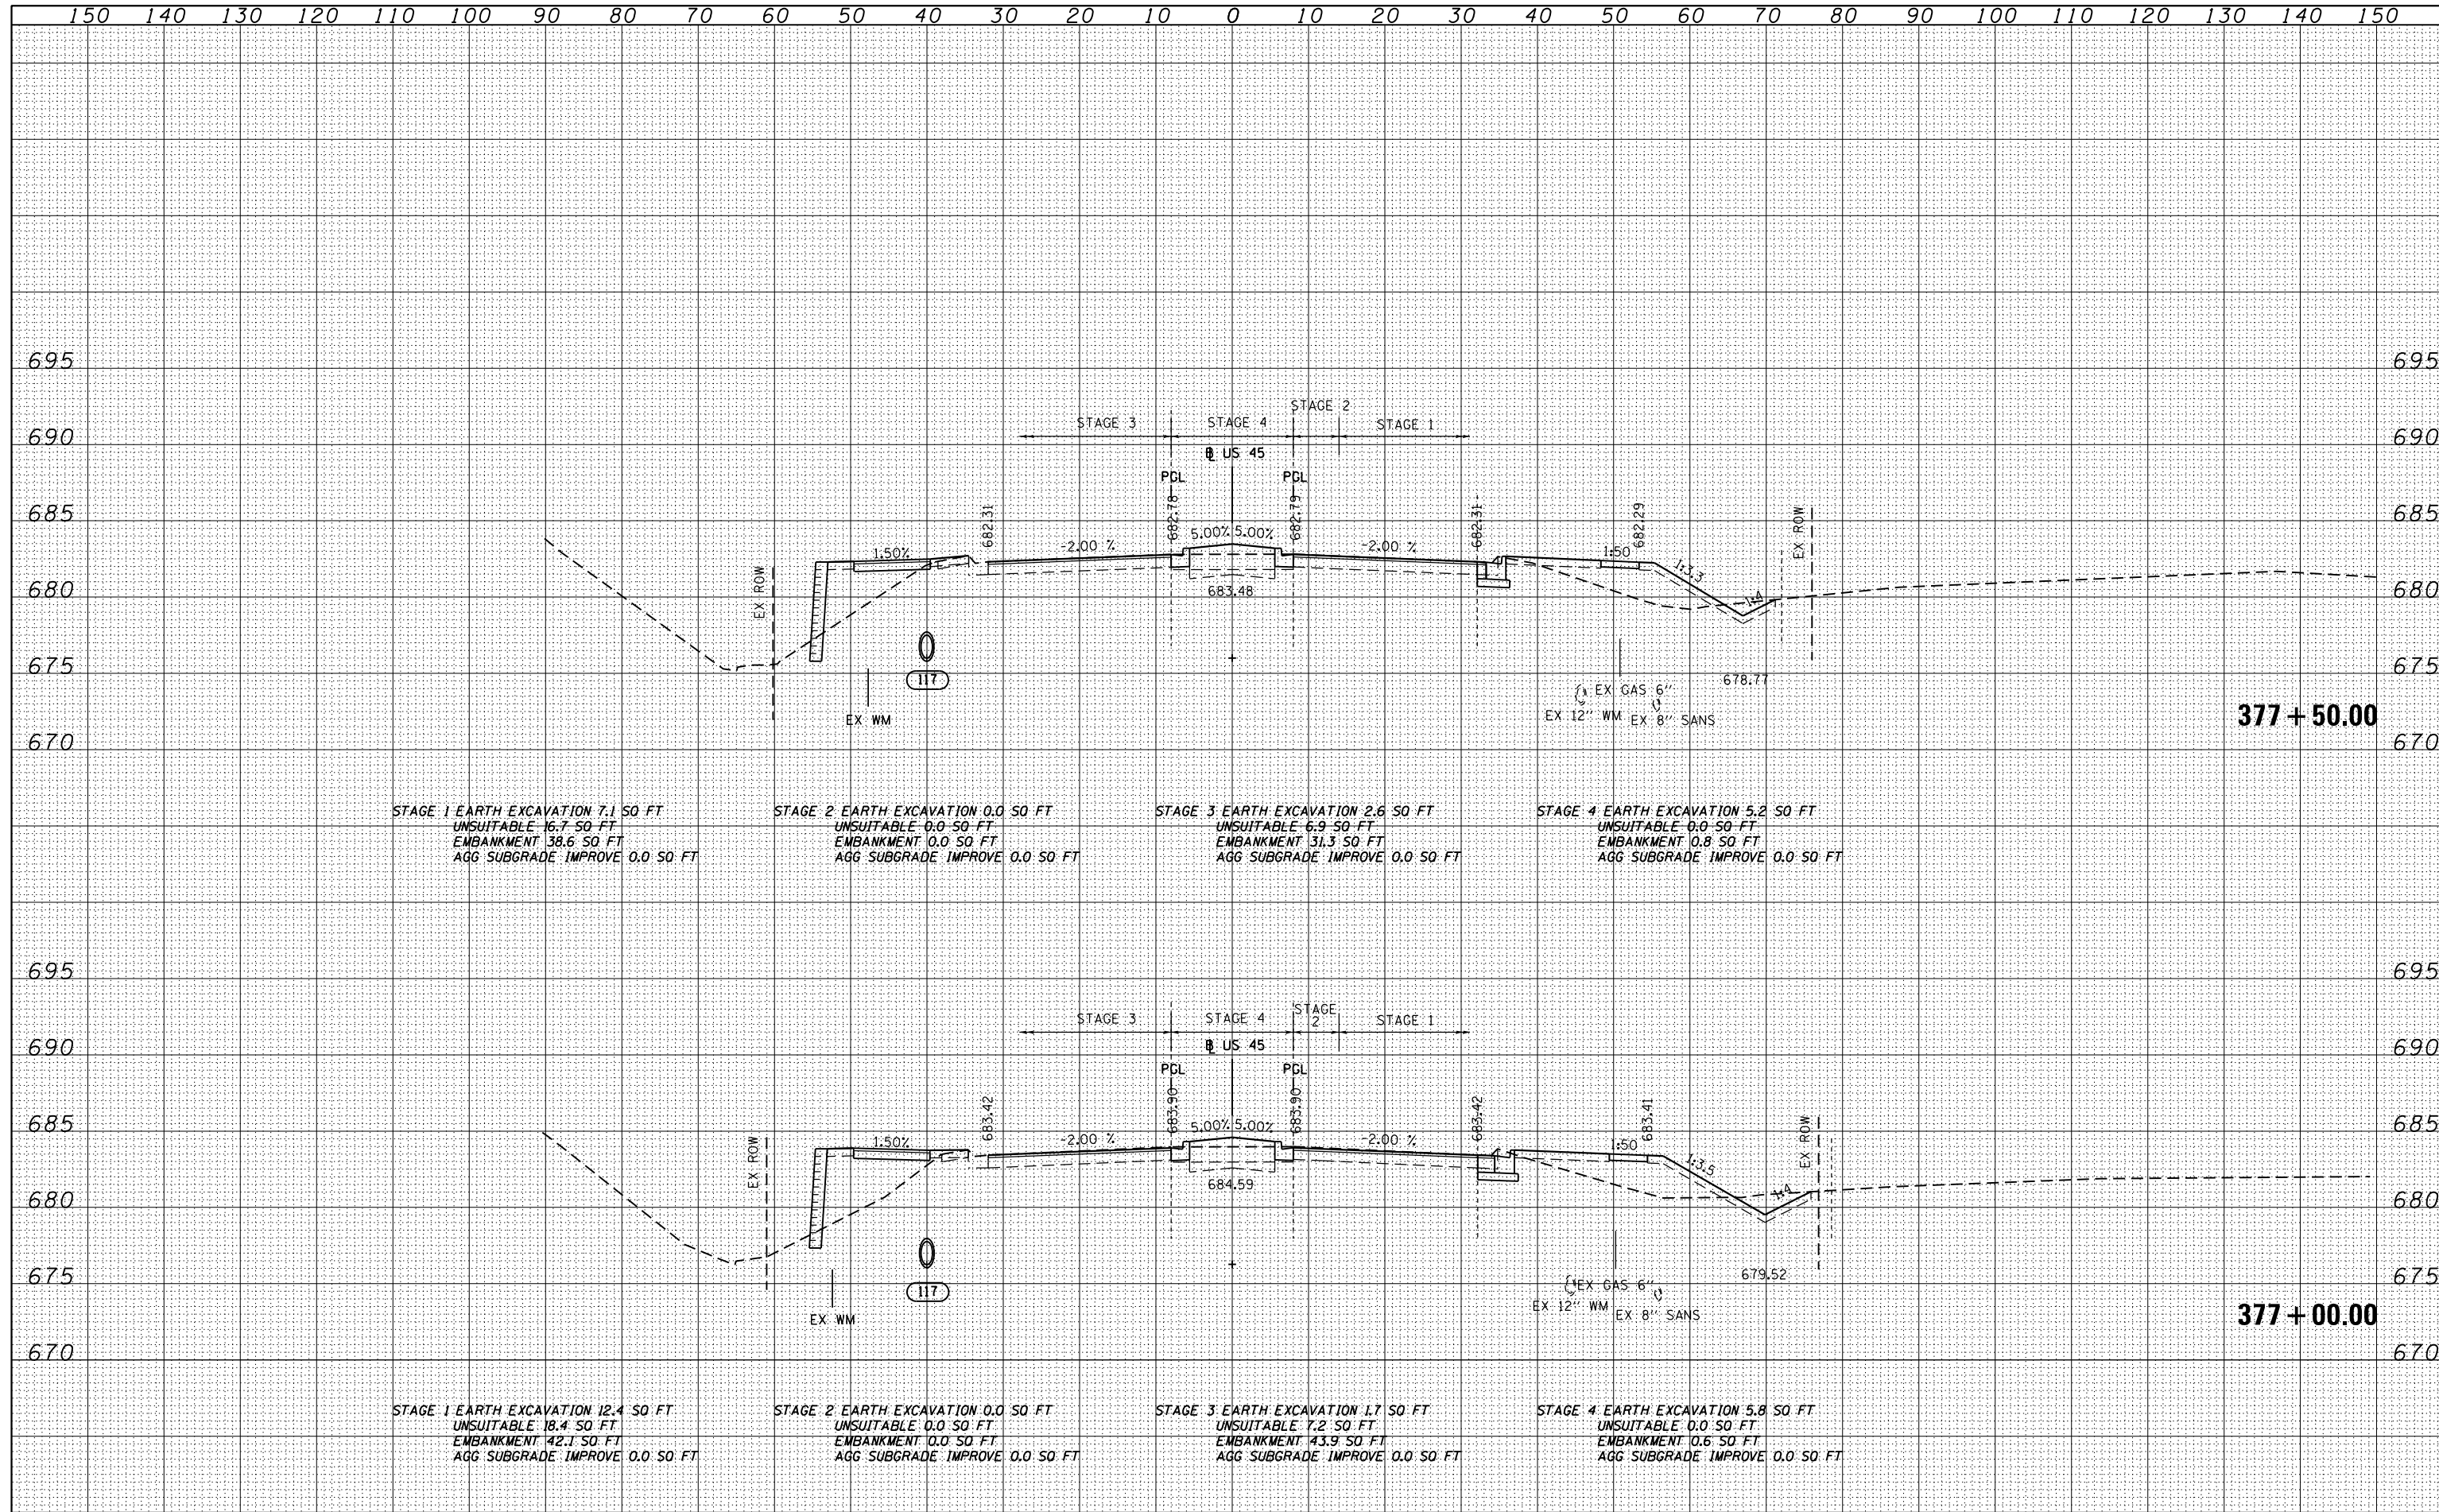 150 140 130 120 110 100 90 80 70 60 50 40 30 20 10 0 10 20 30 40 50 60 70 80 90 100 110 120 130 140 150
695 695
STAGE 2
STAGE 3 STAGE 4 STAGE 1
690 690
℄ US 45
PGL PGL
685 685
EX ROW 682.31 682.78 682.79 682.31 682.29 EX ROW
1.50% -2.00 % 5.00% 5.00% -2.00 % 1:50 1:3.3 1:4
680 680
683.48
675 675
117
678.77
EX WM
EX GAS 6''
EX 12'' WM
EX 8'' SANS
377+50.00
670 670
STAGE 1 EARTH EXCAVATION 7.1 SQ FT
UNSUITABLE 16.7 SQ FT
EMBANKMENT 38.6 SQ FT
AGG SUBGRADE IMPROVE 0.0 SQ FT
STAGE 2 EARTH EXCAVATION 0.0 SQ FT
UNSUITABLE 0.0 SQ FT
EMBANKMENT 0.0 SQ FT
AGG SUBGRADE IMPROVE 0.0 SQ FT
STAGE 3 EARTH EXCAVATION 2.6 SQ FT
UNSUITABLE 6.9 SQ FT
EMBANKMENT 31.3 SQ FT
AGG SUBGRADE IMPROVE 0.0 SQ FT
STAGE 4 EARTH EXCAVATION 5.2 SQ FT
UNSUITABLE 0.0 SQ FT
EMBANKMENT 0.8 SQ FT
AGG SUBGRADE IMPROVE 0.0 SQ FT
695 695
STAGE
2
STAGE 3 STAGE 4 STAGE 1
690 690
℄ US 45
PGL PGL
685 685
EX ROW 683.42 683.90 683.90 683.42 683.41 EX ROW
1.50% -2.00 % 5.00% 5.00% -2.00 % 1:50 1:3.5 1:4
680 680
684.59
675 675
117
679.52
EX WM
EX GAS 6''
EX 12'' WM
EX 8'' SANS
377+00.00
670 670
STAGE 1 EARTH EXCAVATION 12.4 SQ FT
UNSUITABLE 18.4 SQ FT
EMBANKMENT 42.1 SQ FT
AGG SUBGRADE IMPROVE 0.0 SQ FT
STAGE 2 EARTH EXCAVATION 0.0 SQ FT
UNSUITABLE 0.0 SQ FT
EMBANKMENT 0.0 SQ FT
AGG SUBGRADE IMPROVE 0.0 SQ FT
STAGE 3 EARTH EXCAVATION 1.7 SQ FT
UNSUITABLE 7.2 SQ FT
EMBANKMENT 43.9 SQ FT
AGG SUBGRADE IMPROVE 0.0 SQ FT
STAGE 4 EARTH EXCAVATION 5.8 SQ FT
UNSUITABLE 0.0 SQ FT
EMBANKMENT 0.6 SQ FT
AGG SUBGRADE IMPROVE 0.0 SQ FT